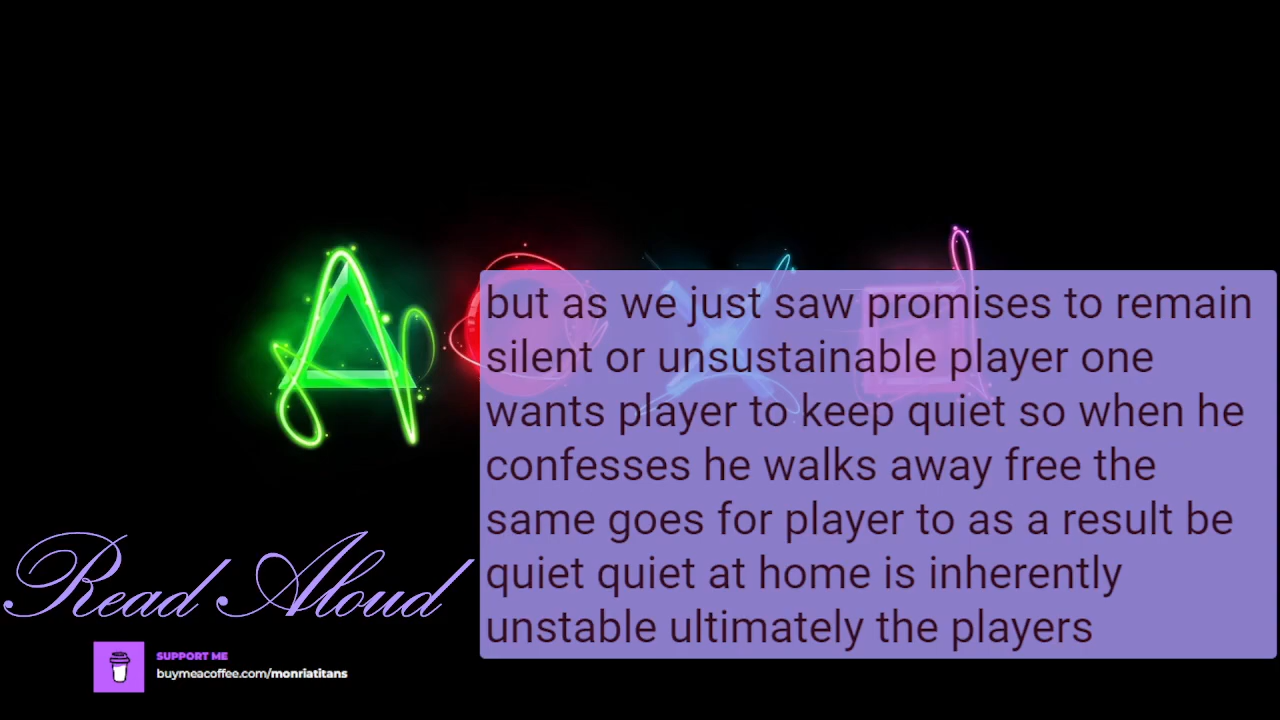 but as we just saw promises to remain
silent or unsustainable player one
wants player to keep quiet so when he
confesses he walks away free the
same goes for player to as a result be
quiet quiet at home is inherently
unstable ultimately the players
Read Aloud
SUPPORT ME
buymeacoffee.com/monriatitans